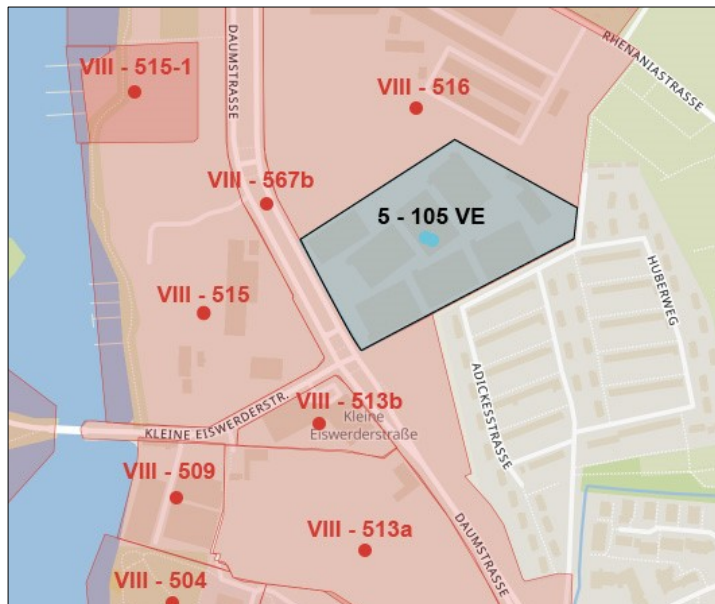 DAUMSTRASSE
RHENANIASTRASSE
VIII - 515-1
VIII - 516
VIII - 567b
5 - 105 VE
HUBERWEG
VIII - 515
ADICKESSTRASSE
VIII - 513b
Kleine
Eiswerderstraße
KLEINE EISWERDERSTR.
VIII - 509
DAUMSTRASSE
VIII - 513a
VIII - 504